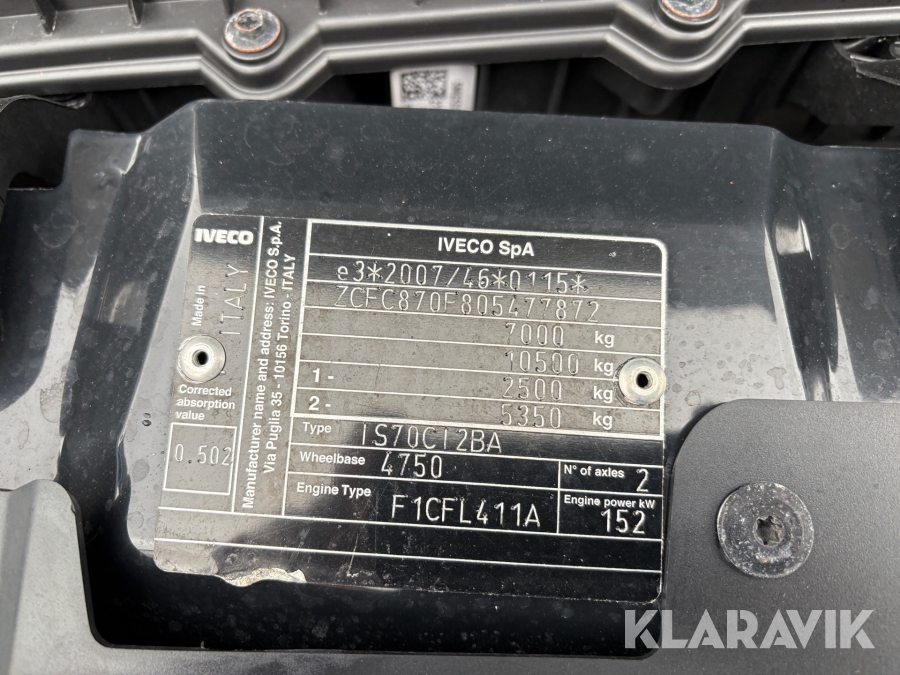 IVECO
Made in
ITALY
Corrected
absorption
value
0.502
Manufacturer name and address: IVECO S.p.A.
Via Puglia 35 - 10156 Torino - ITALY
IVECO SpA
e3*2007/46*0115*
ZCFC870F805477872
7000 kg
10500 kg
1- 2500 kg
2- 5350 kg
Type IS70CI2BA
Wheelbase 4750
N° of axles 2
Engine Type F1CFL411A
Engine power kW
152
KLARAVIK